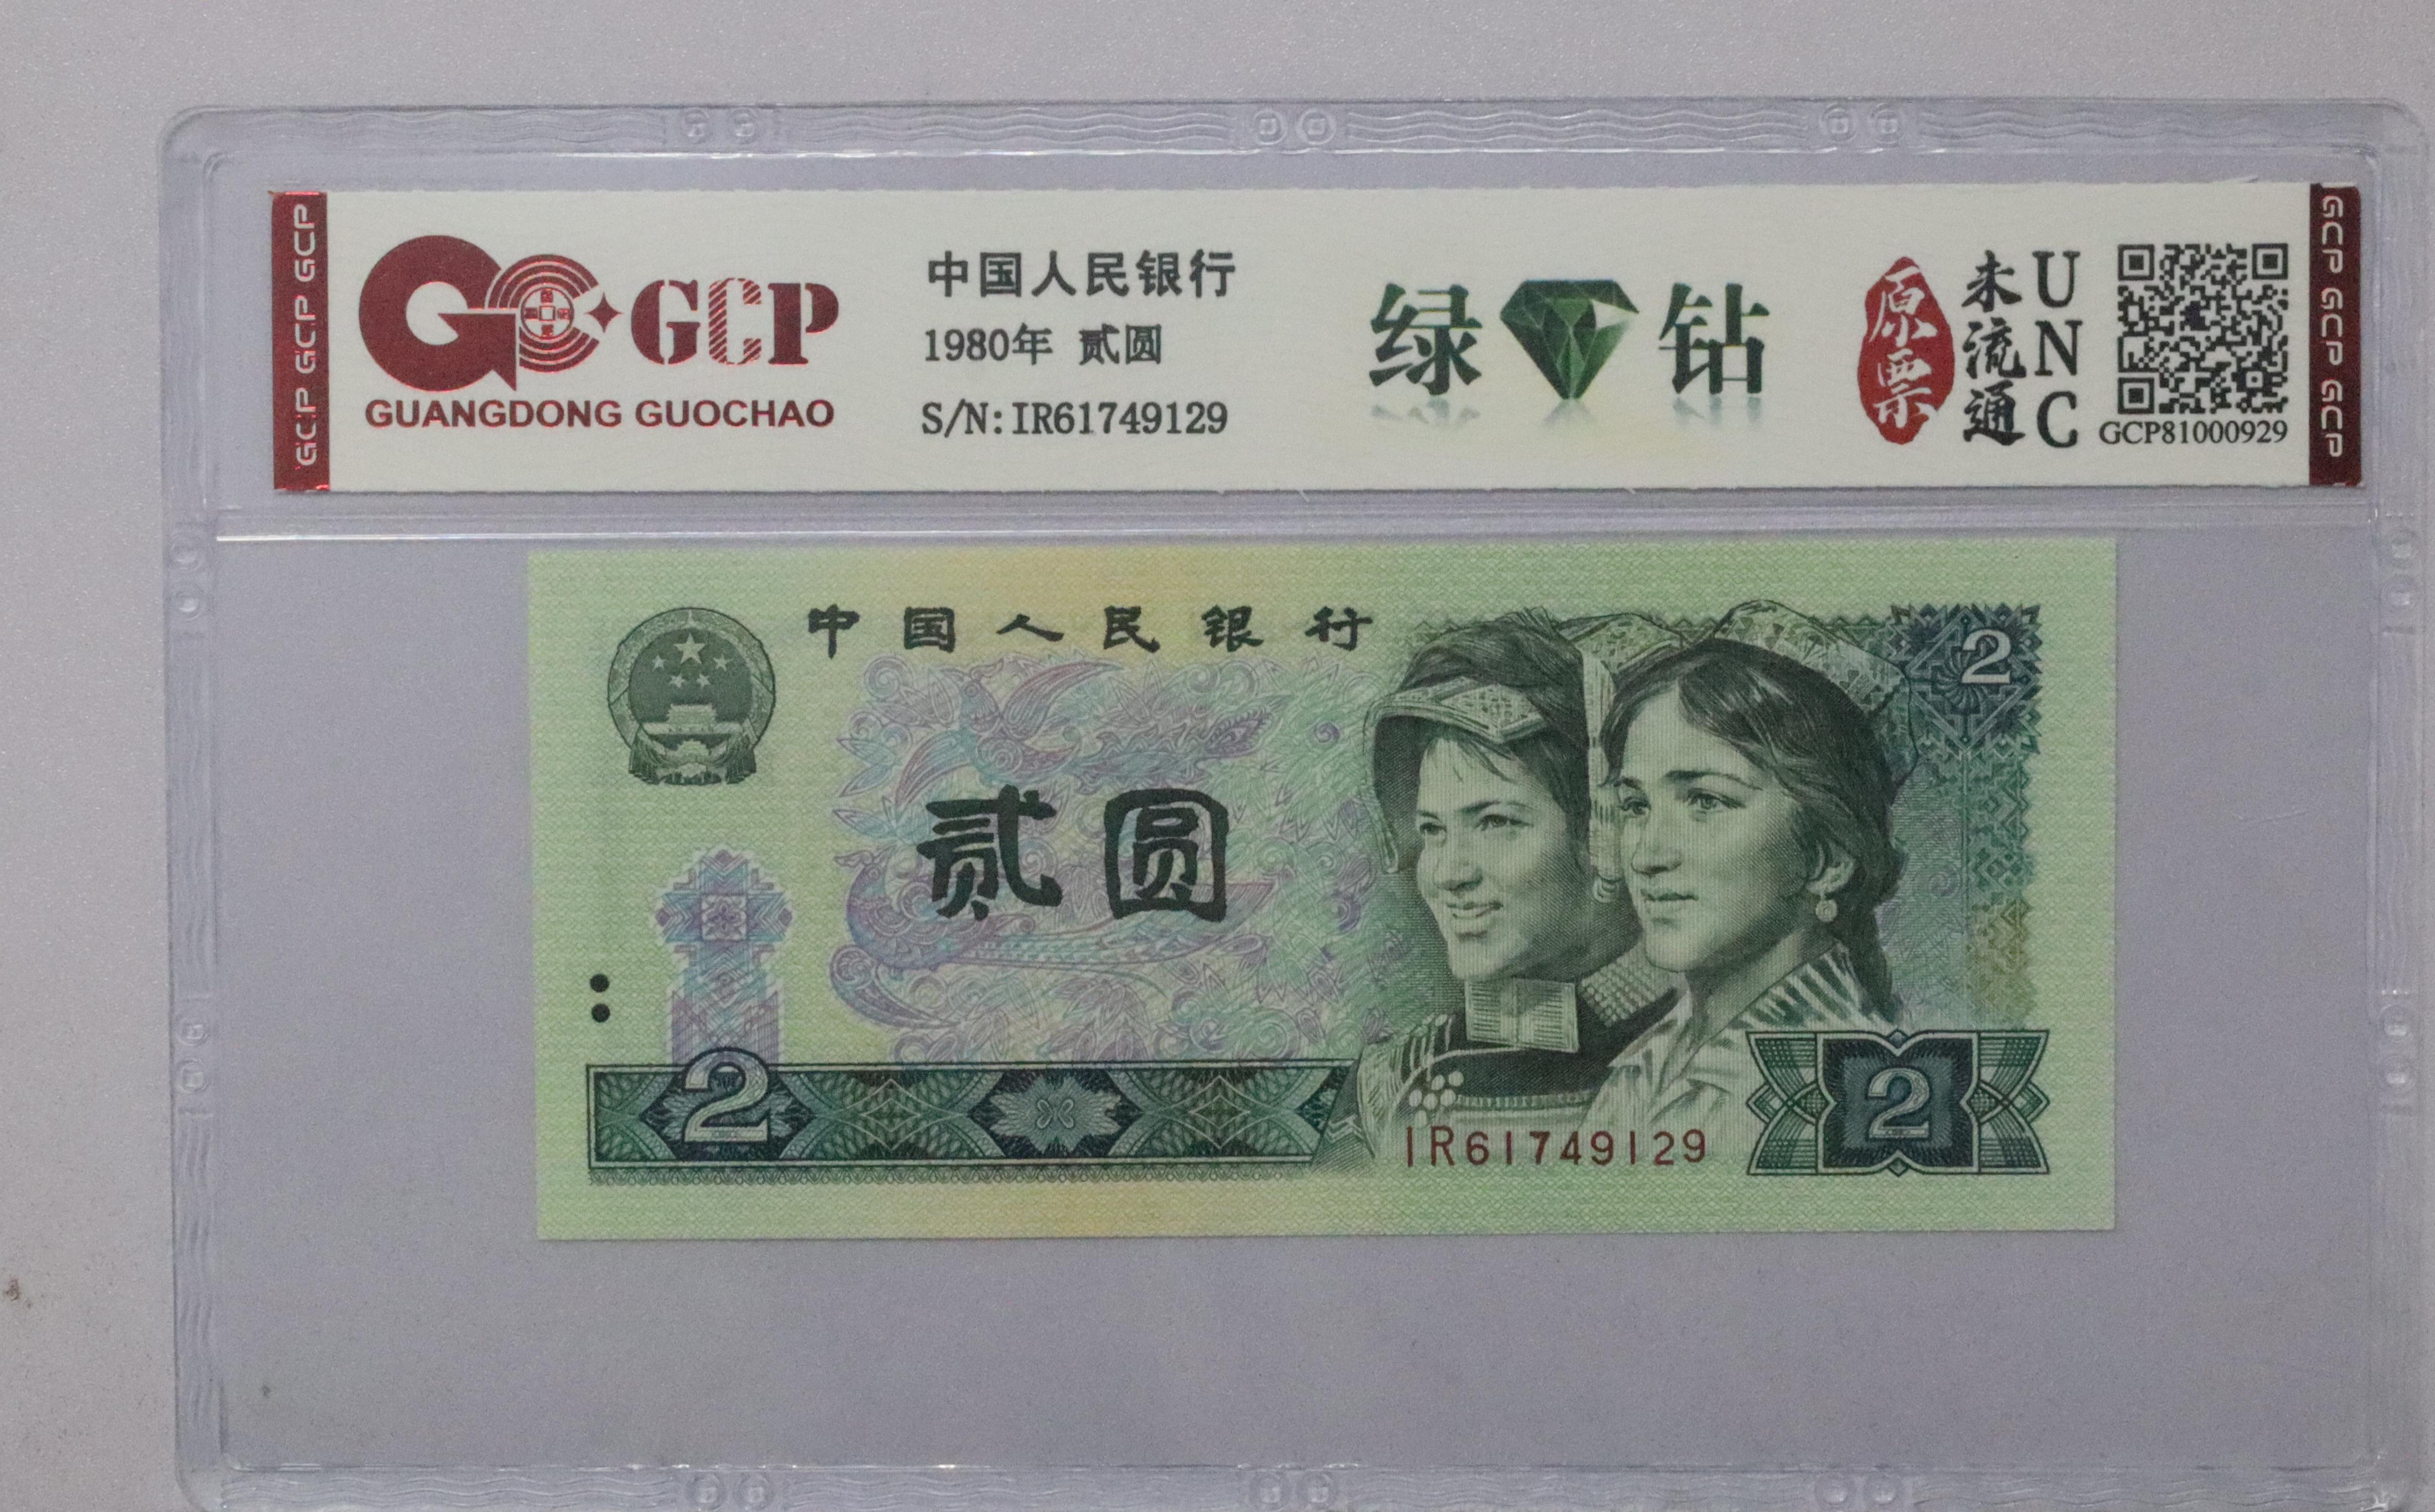 GCP GCP GCP
GCP
GUANGDONG GUOCHAO
中国人民银行
1980年 贰圆
S/N: IR61749129
绿钻
原票
未流通
UNC
GCP81000929
GCP GCP GCP
中国人民银行
2
贰圆
2
IR61749129
2